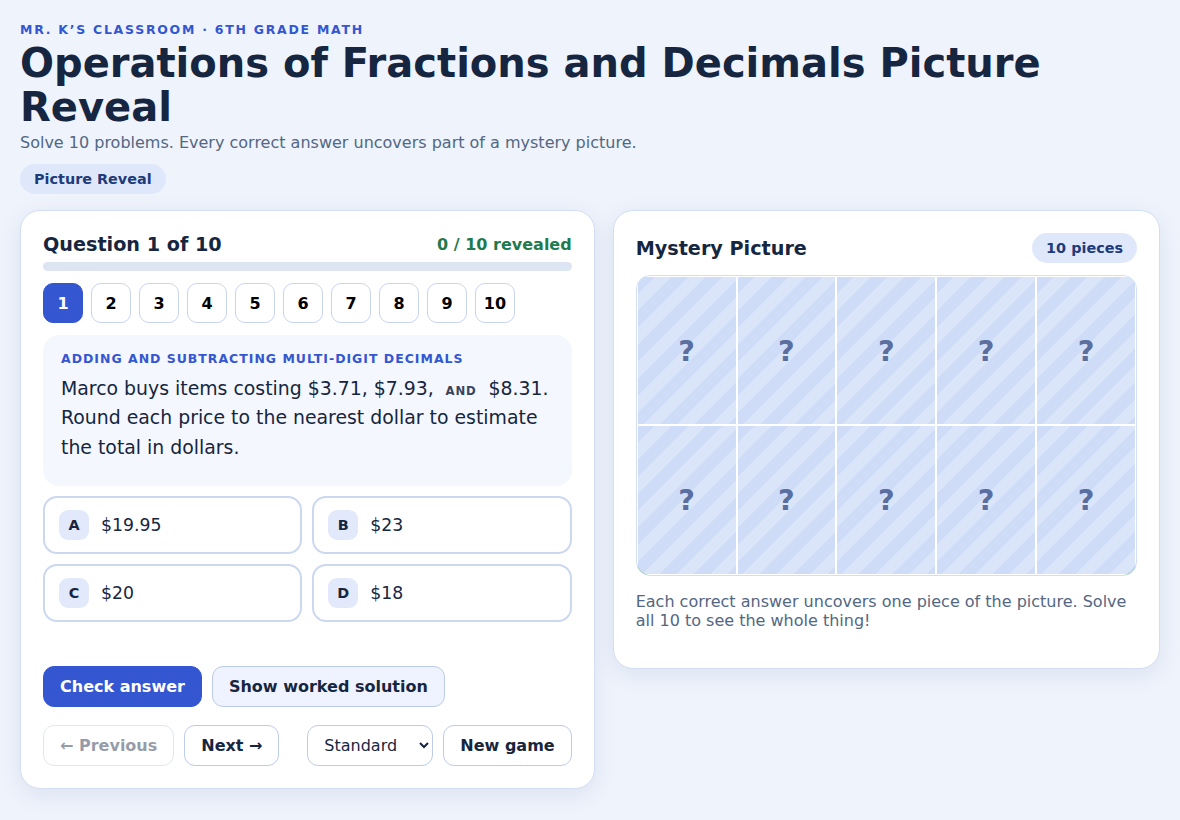 MR. K’S CLASSROOM · 6TH GRADE MATH
Operations of Fractions and Decimals Picture
Reveal
Solve 10 problems. Every correct answer uncovers part of a mystery picture.
Picture Reveal
Question 1 of 10
0 / 10 revealed
1 2 3 4 5 6 7 8 9 10
ADDING AND SUBTRACTING MULTI-DIGIT DECIMALS
Marco buys items costing $3.71, $7.93, AND $8.31.
Round each price to the nearest dollar to estimate
the total in dollars.
A $19.95
B $23
C $20
D $18
Check answer
Show worked solution
← Previous
Next →
Standard
New game
Mystery Picture
10 pieces
? ? ? ? ?
? ? ? ? ?
Each correct answer uncovers one piece of the picture. Solve
all 10 to see the whole thing!